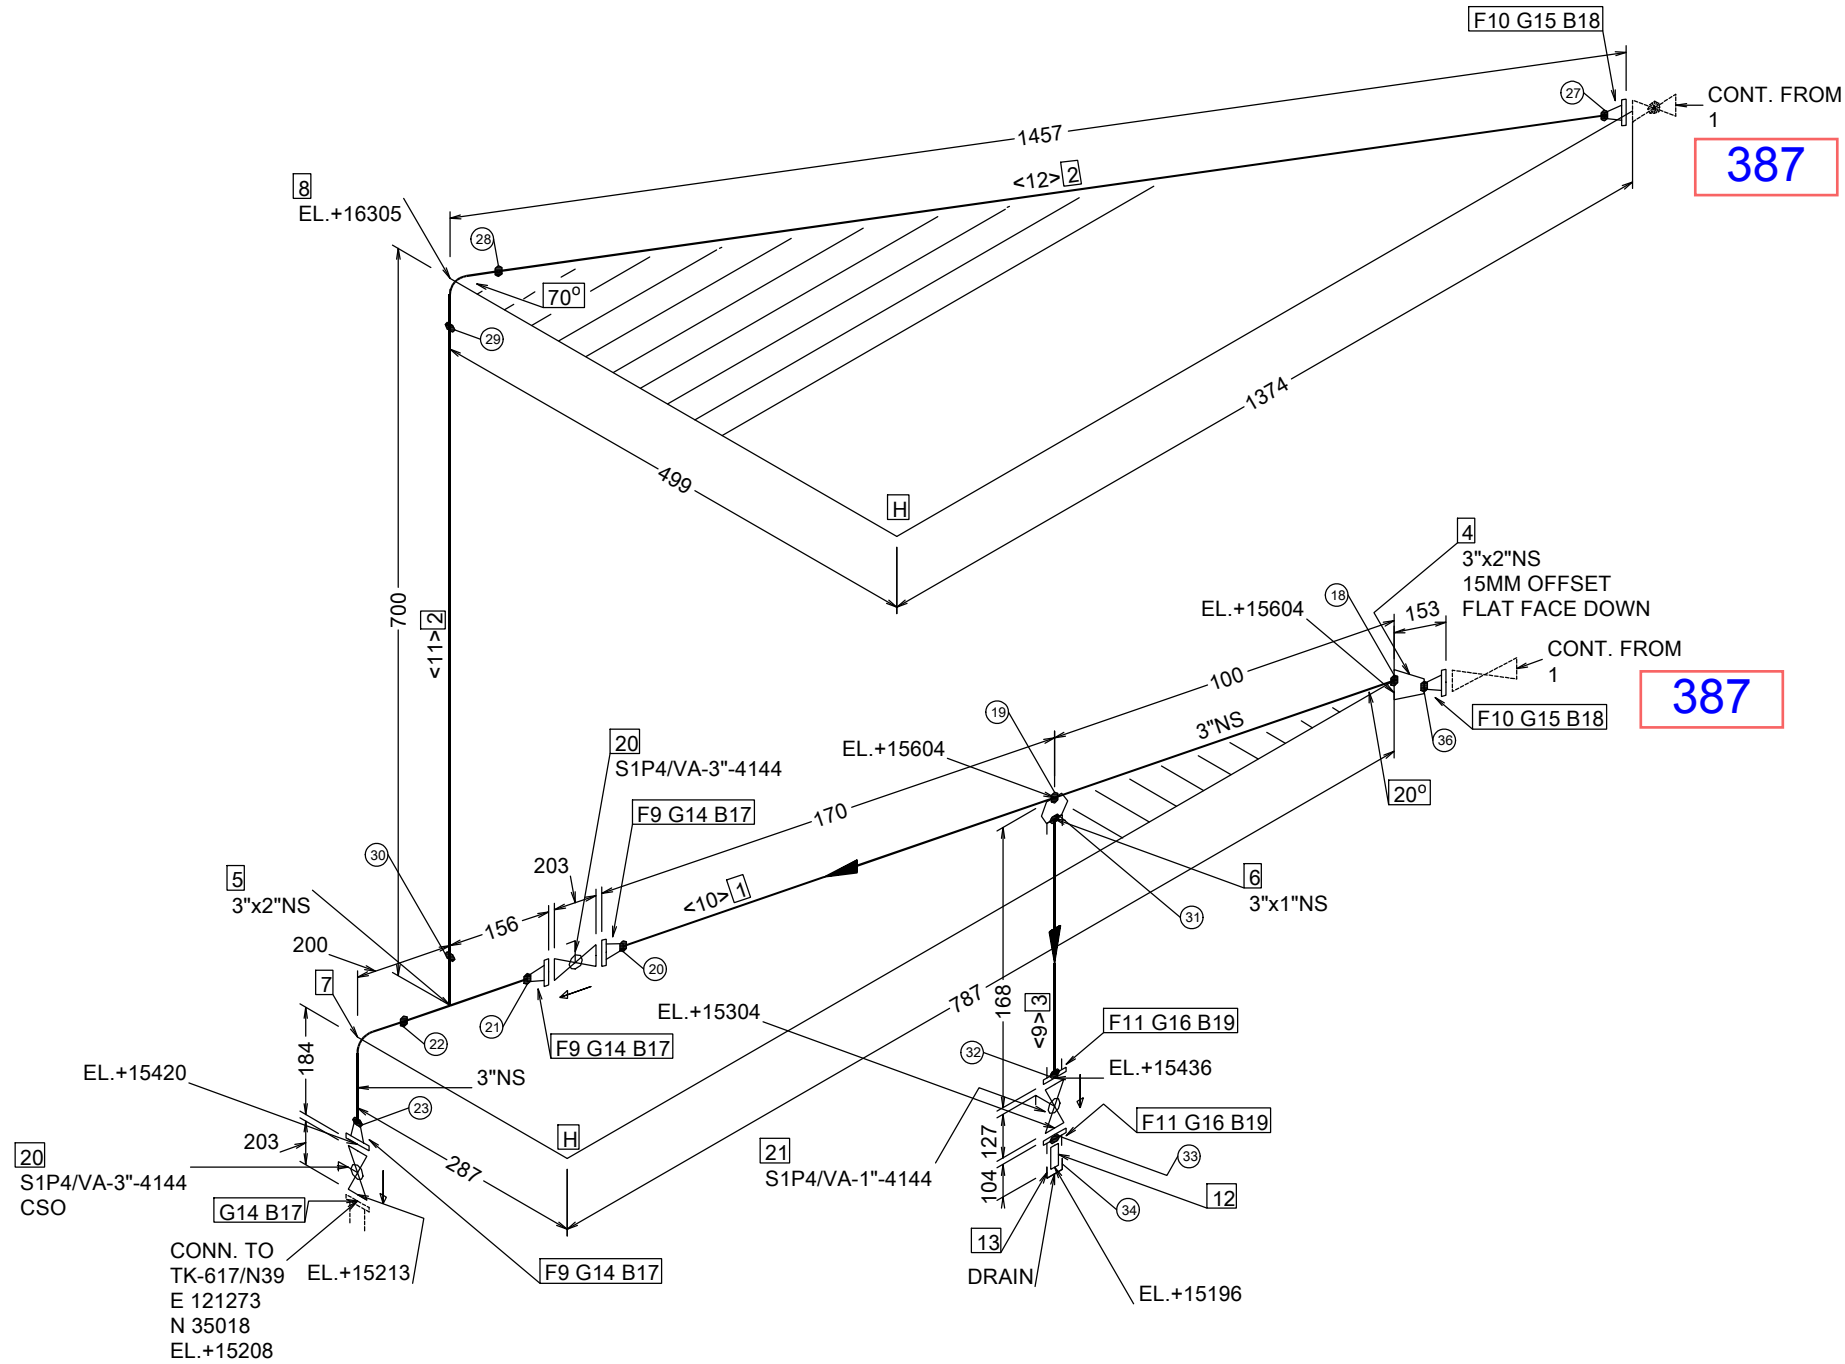 F10 G15 B18
27
CONT. FROM
1
387
1457
<12> 2
8
EL.+16305
28
70°
29
1374
499
H
700
<11> 2
4
3"x2"NS
15MM OFFSET
FLAT FACE DOWN
EL.+15604
18
153
CONT. FROM
1
387
F10 G15 B18
36
100
3"NS
20°
19
EL.+15604
20
S1P4/VA-3"-4144
F9 G14 B17
170
203
30
5
3"x2"NS
156
<10> 1
6
3"x1"NS
31
200
20
7
21
22
F9 G14 B17
EL.+15304
787
168
<9> 3
F11 G16 B19
32
EL.+15436
184
EL.+15420
3"NS
23
H
203
287
20
S1P4/VA-3"-4144
CSO
G14 B17
21
S1P4/VA-1"-4144
127
104
F11 G16 B19
33
12
34
CONN. TO
TK-617/N39
E 121273
N 35018
EL.+15208
EL.+15213
F9 G14 B17
13
DRAIN
EL.+15196